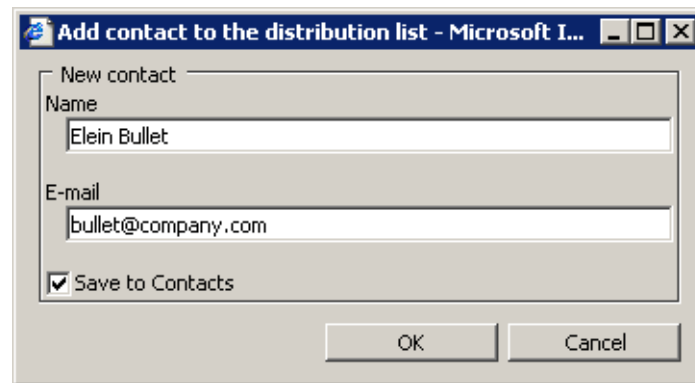 Add contact to the distribution list - Microsoft I...
New contact
Name
Elein Bullet
E-mail
bullet@company.com
Save to Contacts
OK Cancel